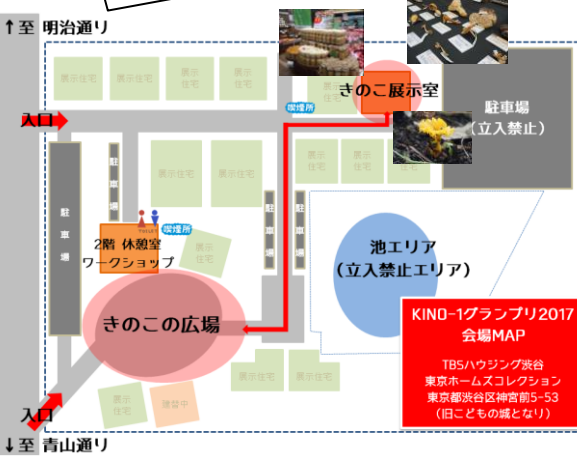 ↑至 明治通り
展示住宅
展示住宅
展示
住宅
展示
住宅
きのこ展示室
展示
住宅
喫煙所
駐車場
(立入禁止)
入口
駐車場
駐車場
展示住宅
展示住宅
展示
住宅
展示
住宅
展示
住宅
TOILET
喫煙所
2階 休憩室
ワークショップ
展示
住宅
駐車場
駐車場
池エリア
(立入禁止エリア)
きのこの広場
KINO-1グランプリ2017
会場MAP
TBSハウジング渋谷
東京ホームズコレクション
東京都渋谷区神宮前5-53
(旧こどもの城となり)
展示住宅
展示住宅
展示
住宅
建替中
入口
↓至 青山通り